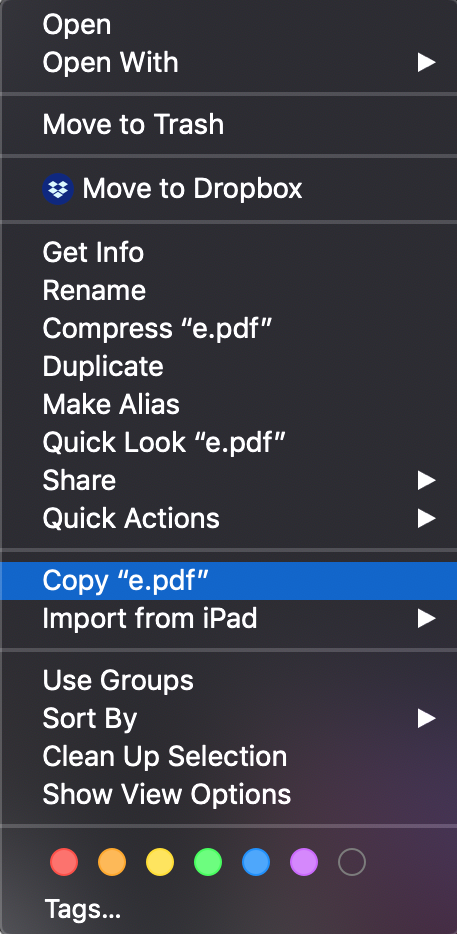 Open
Open With
Move to Trash
Move to Dropbox
Get Info
Rename
Compress “e.pdf”
Duplicate
Make Alias
Quick Look “e.pdf”
Share
Quick Actions
Copy “e.pdf”
Import from iPad
Use Groups
Sort By
Clean Up Selection
Show View Options
Tags...